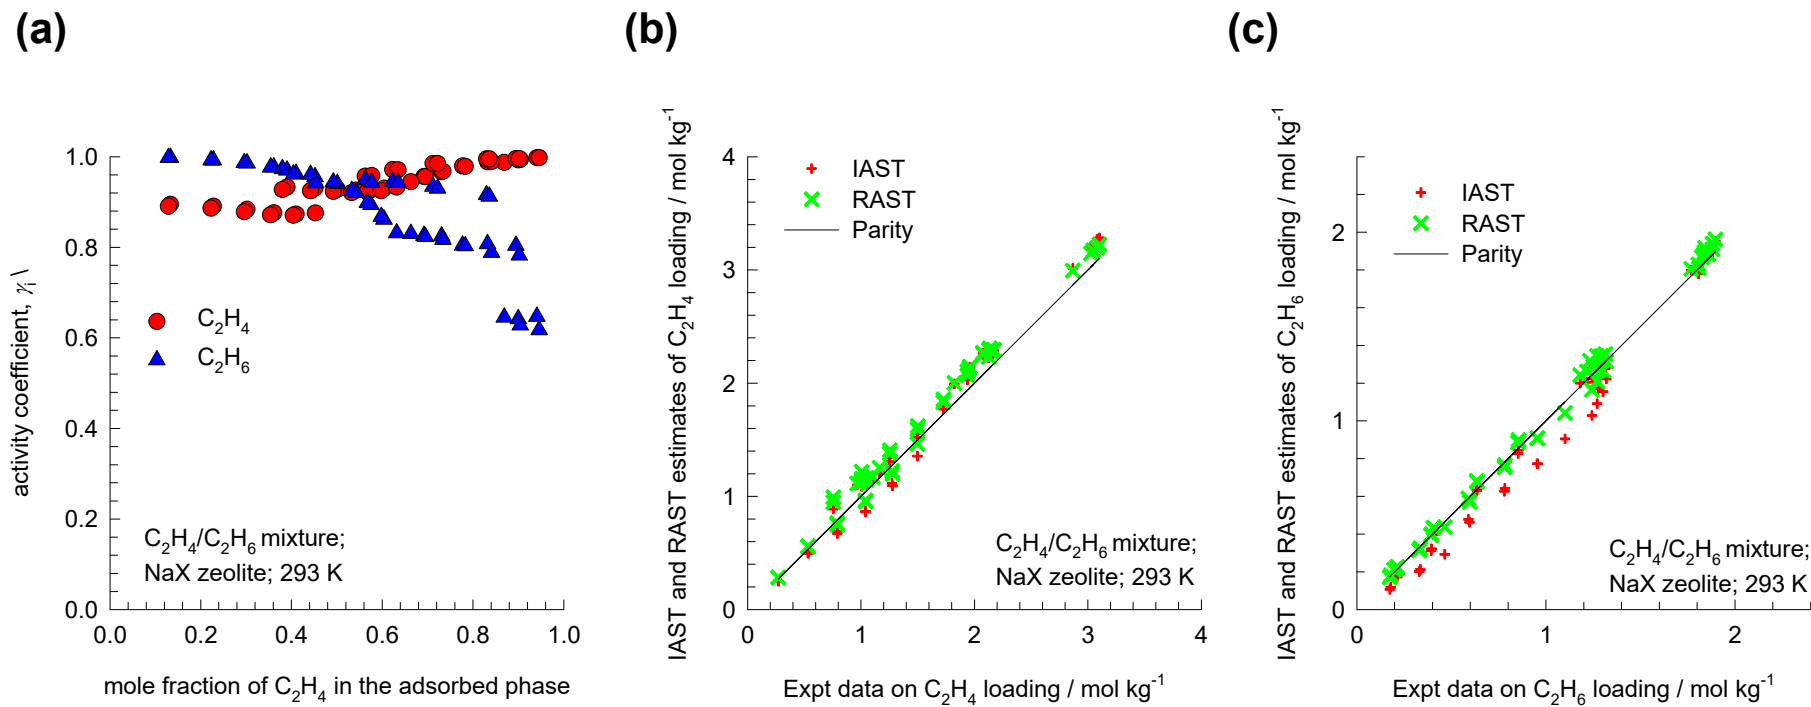 (a)
activity coefficient, γi \
1.0
0.8
0.6
0.4
0.2
0.0
0.0 0.2 0.4 0.6 0.8 1.0
C2H4
C2H6
C2H4/C2H6 mixture;
NaX zeolite; 293 K
mole fraction of C2H4 in the adsorbed phase
(b)
IAST and RAST estimates of C2H4 loading / mol kg-1
4
3
2
1
0
0 1 2 3 4
IAST
RAST
Parity
C2H4/C2H6 mixture;
NaX zeolite; 293 K
Expt data on C2H4 loading / mol kg-1
(c)
IAST and RAST estimates of C2H6 loading / mol kg-1
2
1
0
0 1 2
IAST
RAST
Parity
C2H4/C2H6 mixture;
NaX zeolite; 293 K
Expt data on C2H6 loading / mol kg-1